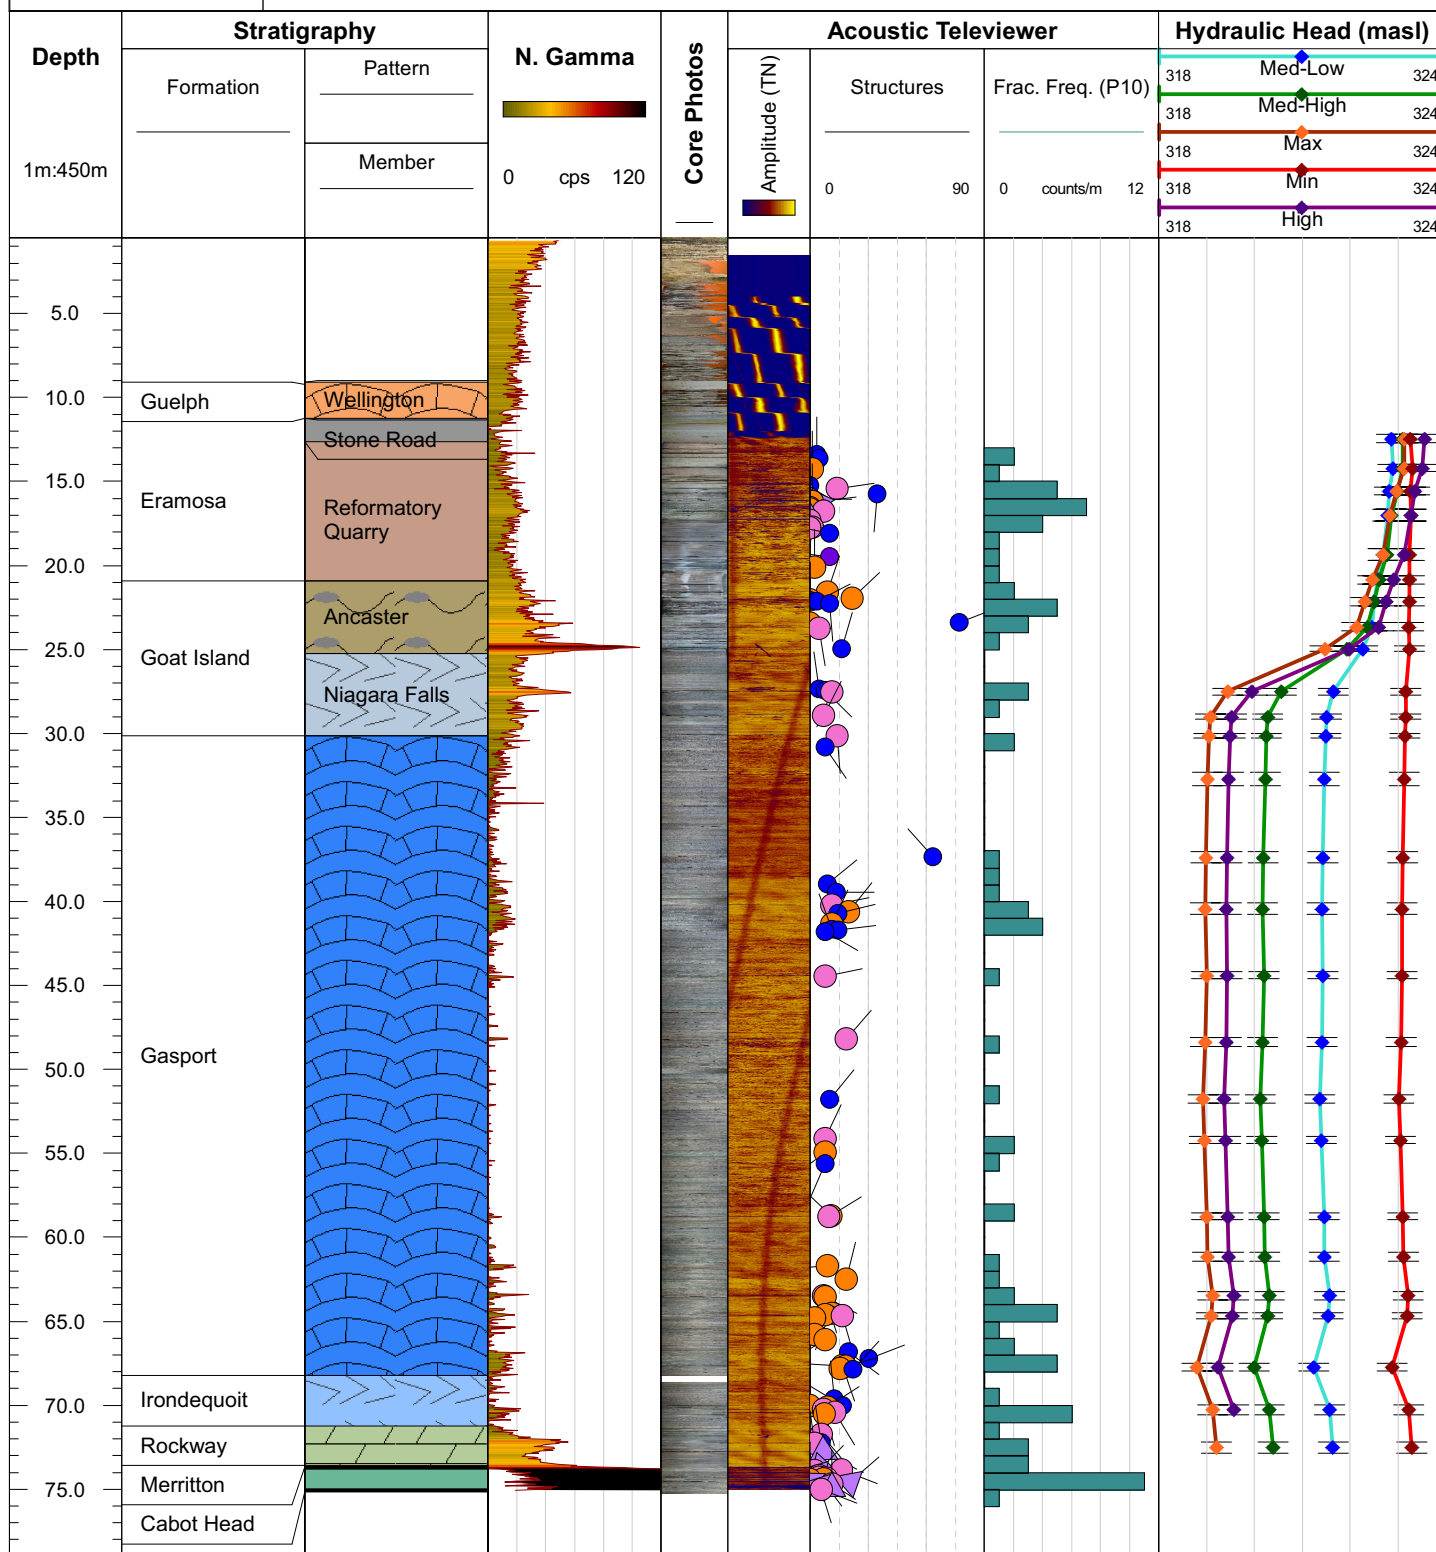 Depth
1m:450m
Stratigraphy
Formation
Pattern
Member
N. Gamma
0 cps 120
Core Photos
Acoustic Televiewer
Amplitude (TN)
Structures
0 90
Frac. Freq. (P10)
0 counts/m 12
Hydraulic Head (masl)
318 Med-Low 324
318 Med-High 324
318 Max 324
318 Min 324
318 High 324
5.0
10.0
15.0
20.0
25.0
30.0
35.0
40.0
45.0
50.0
55.0
60.0
65.0
70.0
75.0
Guelph
Eramosa
Goat Island
Gasport
Irondequoit
Rockway
Merritton
Cabot Head
Wellington
Stone Road
Reformatory
Quarry
Ancaster
Niagara Falls